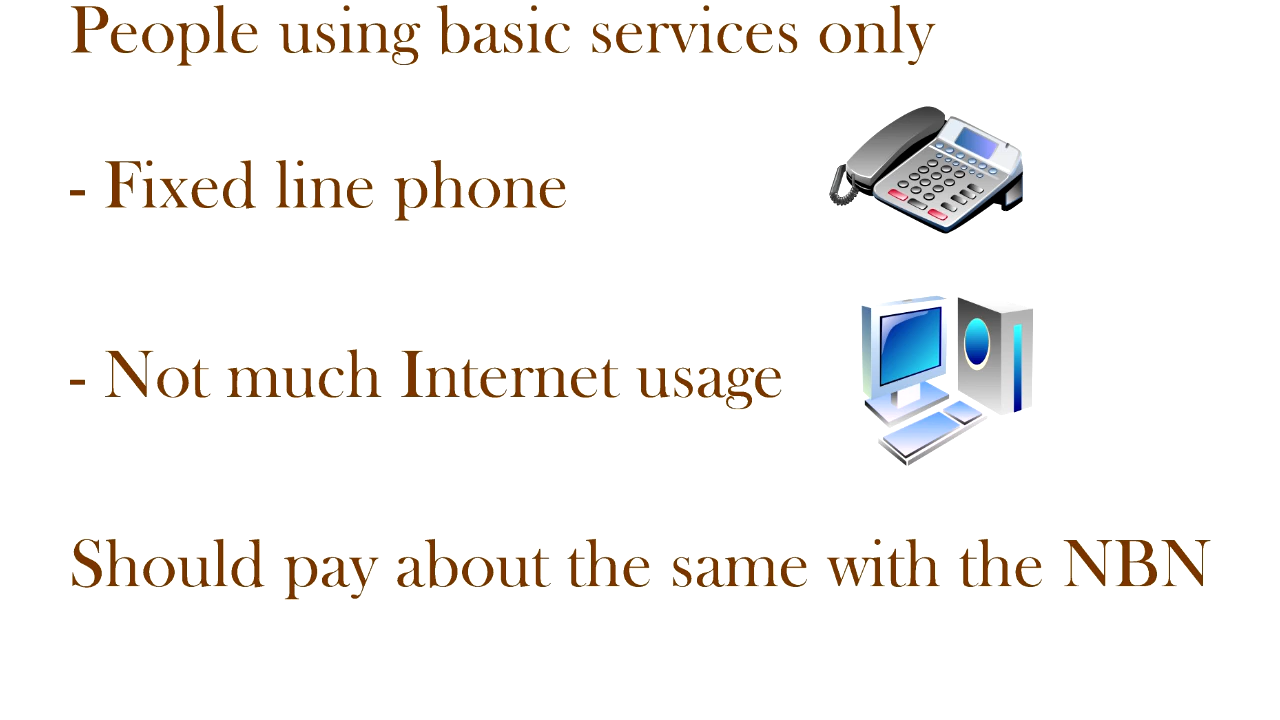 People using basic services only
- Fixed line phone
- Not much Internet usage
Should pay about the same with the NBN